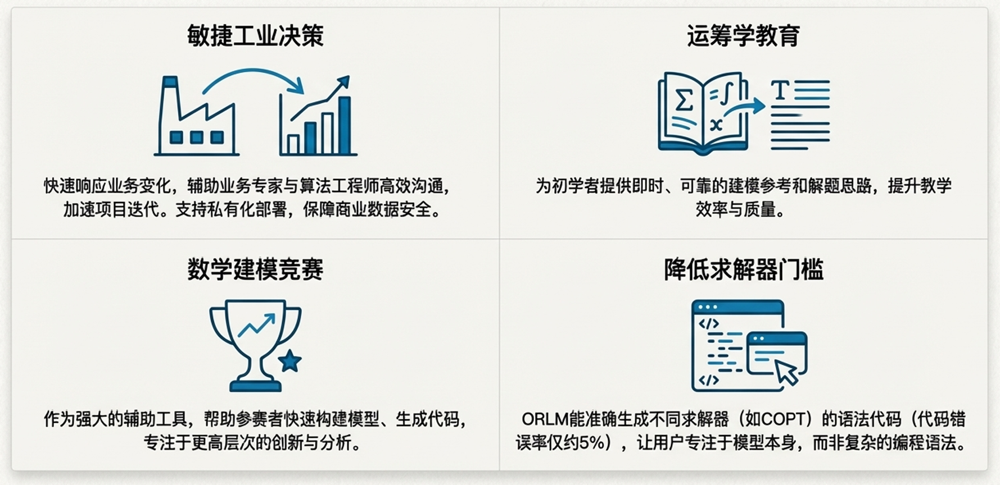 敏捷工业决策
快速响应业务变化，辅助业务专家与算法工程师高效沟通，
加速项目迭代。支持私有化部署，保障商业数据安全。
运筹学教育
Σ
=∫
x
T
为初学者提供即时、可靠的建模参考和解题思路，提升教学
效率与质量。
数学建模竞赛
作为强大的辅助工具，帮助参赛者快速构建模型、生成代码，
专注于更高层次的创新与分析。
降低求解器门槛
</>
</>
ORLM能准确生成不同求解器（如COPT）的语法代码（代码错
误率仅约5%），让用户专注于模型本身，而非复杂的编程语法。